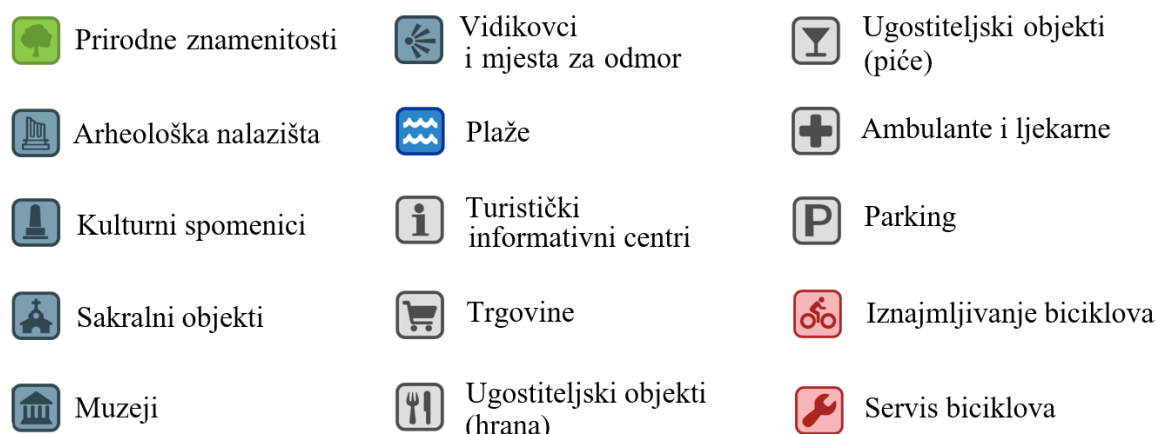 Prirodne znamenitosti
Arheološka nalazišta
Kulturni spomenici
Sakralni objekti
Muzeji
Vidikovci
i mjesta za odmor
Plaže
Turistički
informativni centri
Trgovine
Ugostiteljski objekti
(hrana)
Ugostiteljski objekti
(piće)
Ambulante i ljekarne
P
Parking
Iznajmljivanje biciklova
Servis biciklova